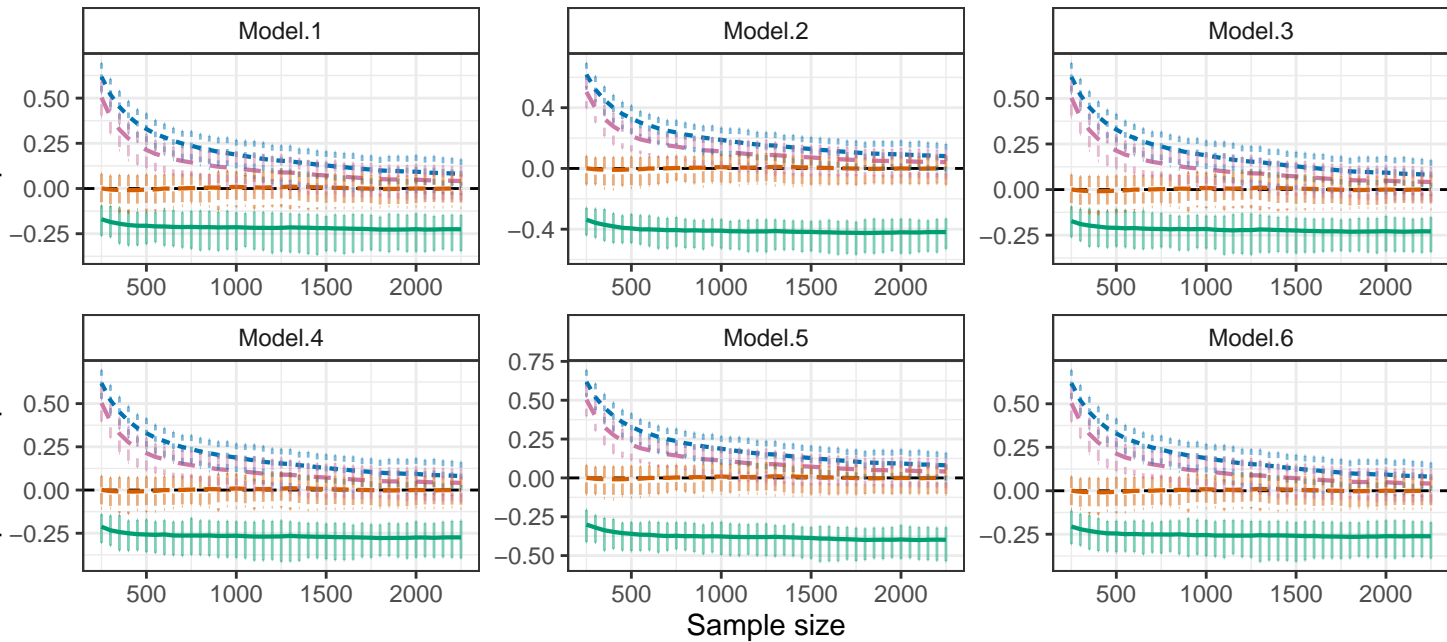 Model.1 Model.2 Model.3
0.50 0.4 0.50
0.25 0.25
0.00 0.0 0.00
−0.25 −0.4 −0.25
500 1000 1500 2000 500 1000 1500 2000 500 1000 1500 2000
Model.4 Model.5 Model.6
0.75
0.50 0.50 0.50
0.25 0.25 0.25
0.00 0.00 0.00
−0.25 −0.25 −0.25
−0.50
500 1000 1500 2000 500 1000 1500 2000 500 1000 1500 2000
Sample size